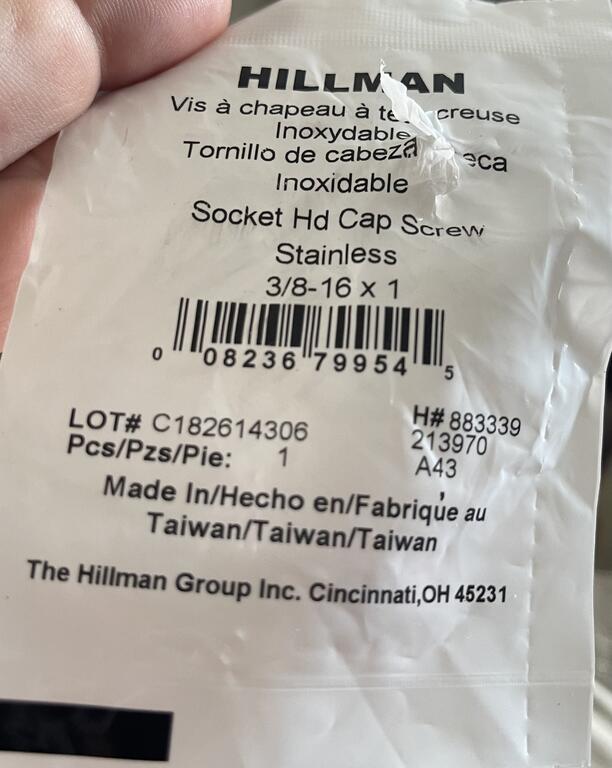 HILLMAN
Vis à chapeau à creuse
Inoxydable
Tornillo de cabeza
Inoxidable
Socket Hd Cap Screw
Stainless
3/8-16 x 1
0 08236 79954 5
LOT# C182614306 H# 883339
213970
Pcs/Pzs/Pie: 1 A43
Made In/Hecho en/Fabrique au
Taiwan/Taiwan/Taiwan
The Hillman Group Inc. Cincinnati,OH 45231